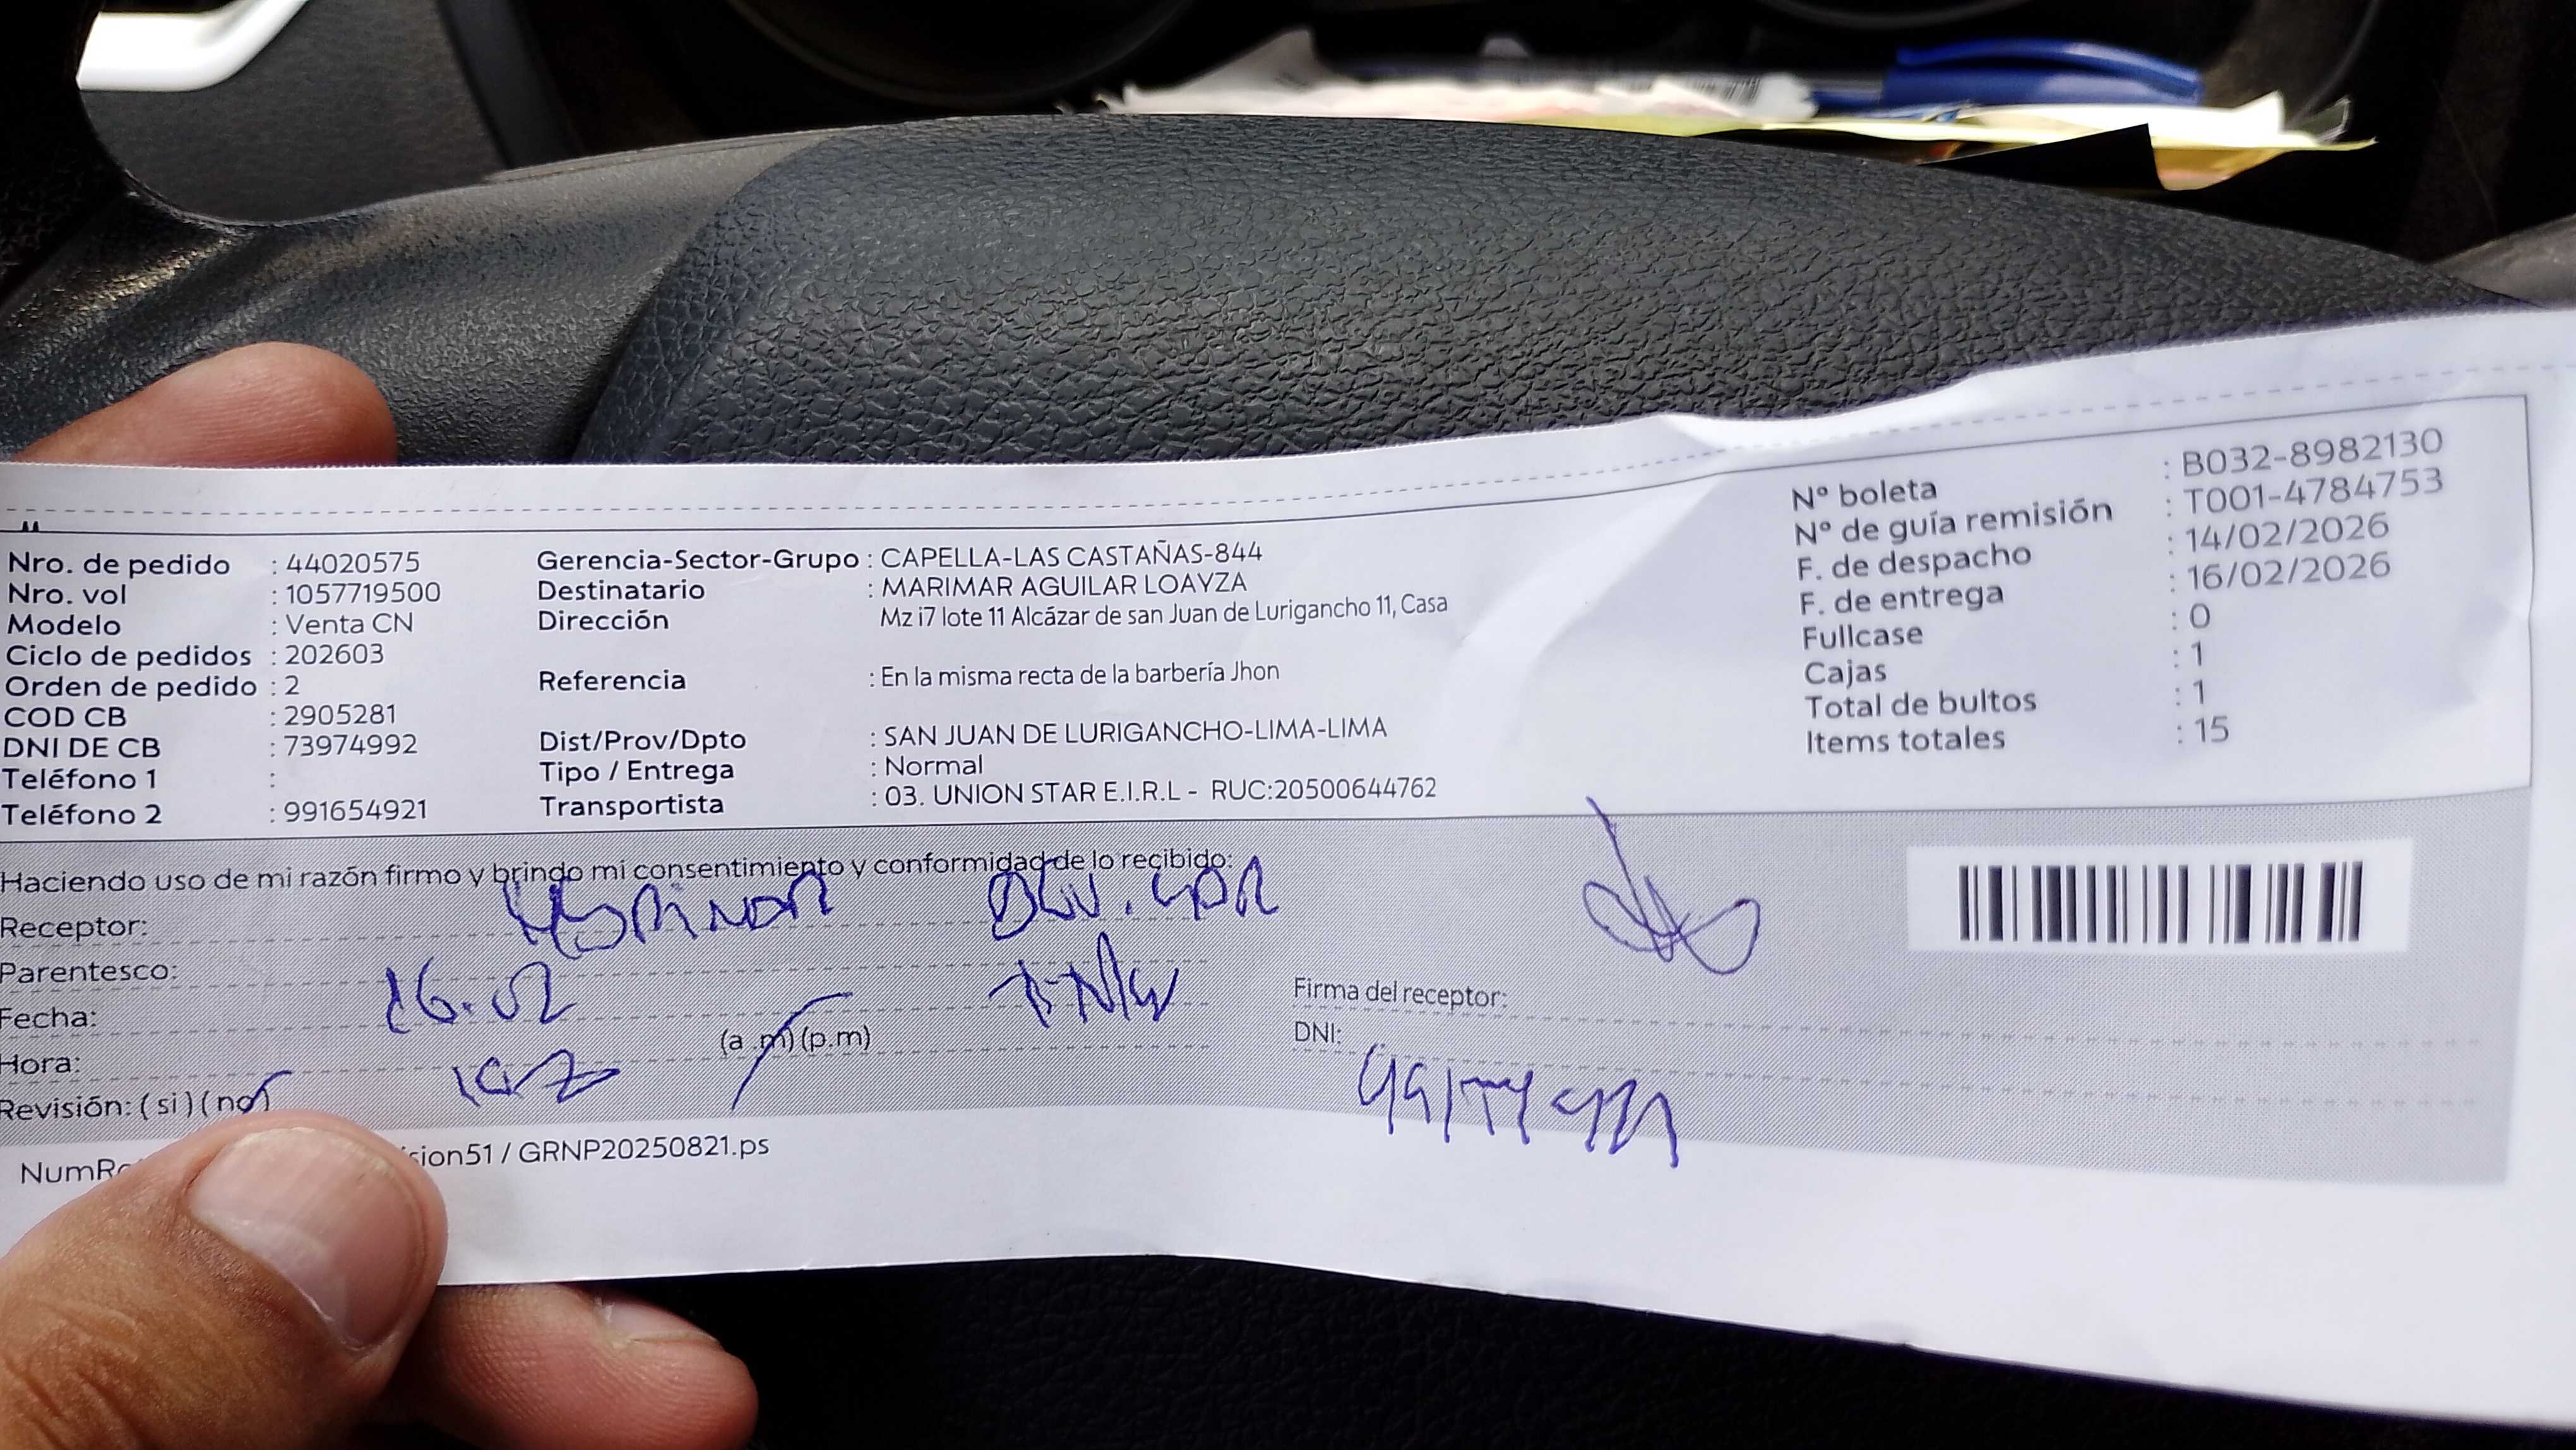 Nro. de pedido : 44020575
Nro. vol : 1057719500
Modelo : Venta CN
Ciclo de pedidos : 202603
Orden de pedido : 2
COD CB : 2905281
DNI DE CB : 73974992
Teléfono 1 :
Teléfono 2 : 991654921
Gerencia-Sector-Grupo : CAPELLA-LAS CASTAÑAS-844
Destinatario : MARIMAR AGUILAR LOAYZA
Dirección Mz i7 lote 11 Alcázar de san Juan de Lurigancho 11, Casa
Referencia : En la misma recta de la barbería Jhon
Dist/Prov/Dpto : SAN JUAN DE LURIGANCHO-LIMA-LIMA
Tipo / Entrega : Normal
Transportista : 03. UNION STAR E.I.R.L - RUC:20500644762
N° boleta : B032-8982130
N° de guía remisión : T001-4784753
F. de despacho : 14/02/2026
F. de entrega : 16/02/2026
Fullcase : 0
Cajas : 1
Total de bultos : 1
Items totales : 15
Haciendo uso de mi razón firmo y brindo mi consentimiento y conformidad de lo recibido:
Receptor:
Parentesco:
Fecha: 16.02
Hora: (a.m)(p.m)
Revisión: (si)(no)
Firma del receptor:
DNI:
sion51 / GRNP20250821.ps